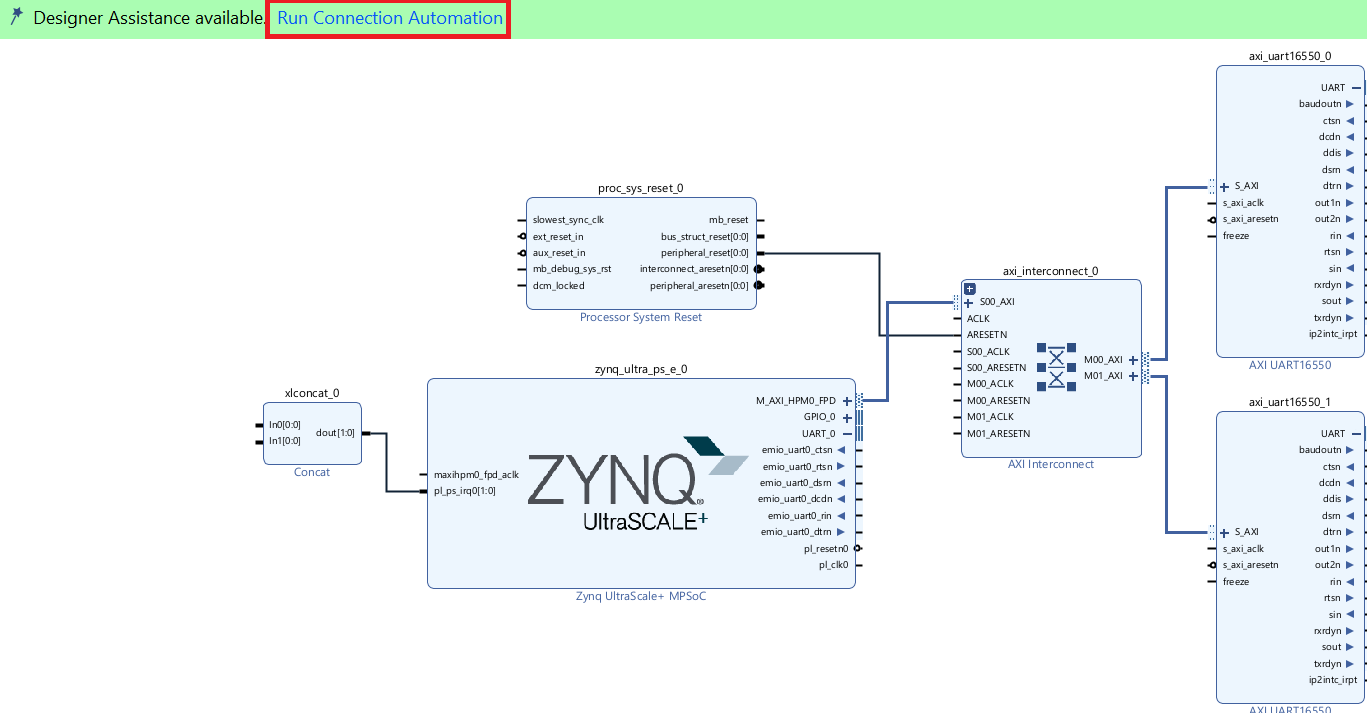 Designer Assistance available. Run Connection Automation
axi_uart16550_0
UART
baudoutn
ctsn
dcdn
ddis
dsrn
S_AXI
dtrn
s_axi_aclk
out1n
s_axi_aresetn
out2n
freeze
rin
rtsn
sin
rxrdyn
sout
txrdyn
ip2intc_irpt
AXI UART16550
proc_sys_reset_0
slowest_sync_clk
mb_reset
ext_reset_in
bus_struct_reset[0:0]
aux_reset_in
peripheral_reset[0:0]
mb_debug_sys_rst
interconnect_aresetn[0:0]
dcm_locked
peripheral_aresetn[0:0]
Processor System Reset
axi_interconnect_0
S00_AXI
ACLK
ARESETN
S00_ACLK
S00_ARESETN
M00_ACLK
M00_ARESETN
M01_ACLK
M01_ARESETN
M00_AXI
M01_AXI
AXI Interconnect
xlconcat_0
In0[0:0]
In1[0:0]
dout[1:0]
Concat
zynq_ultra_ps_e_0
M_AXI_HPM0_FPD
GPIO_0
UART_0
emio_uart0_ctsn
emio_uart0_rtsn
emio_uart0_dsrn
emio_uart0_dcdn
emio_uart0_rin
emio_uart0_dtrn
pl_resetn0
pl_clk0
maxihpm0_fpd_aclk
pl_ps_irq0[1:0]
ZYNQ®
UltraSCALE+
Zynq UltraScale+ MPSoC
axi_uart16550_1
UART
baudoutn
ctsn
dcdn
ddis
dsrn
S_AXI
dtrn
s_axi_aclk
out1n
s_axi_aresetn
out2n
freeze
rin
rtsn
sin
rxrdyn
sout
txrdyn
ip2intc_irpt
AXI UART16550